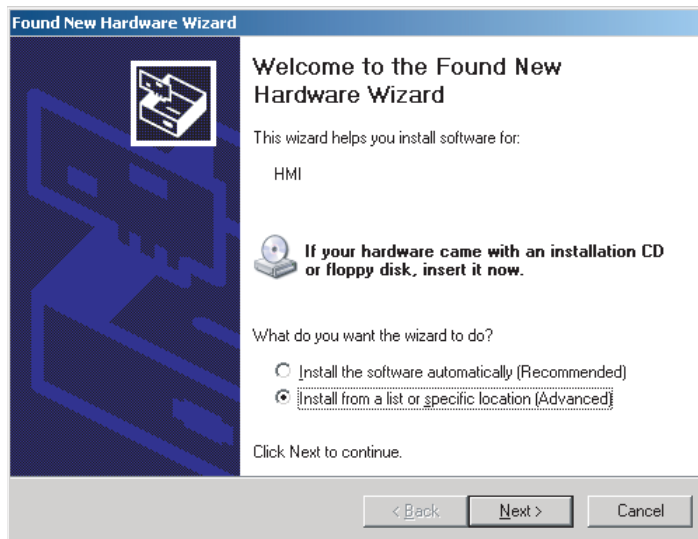 Found New Hardware Wizard
Welcome to the Found New
Hardware Wizard
This wizard helps you install software for:
HMI
If your hardware came with an installation CD
or floppy disk, insert it now.
What do you want the wizard to do?
Install the software automatically (Recommended)
Install from a list or specific location (Advanced)
Click Next to continue.
< Back
Next >
Cancel